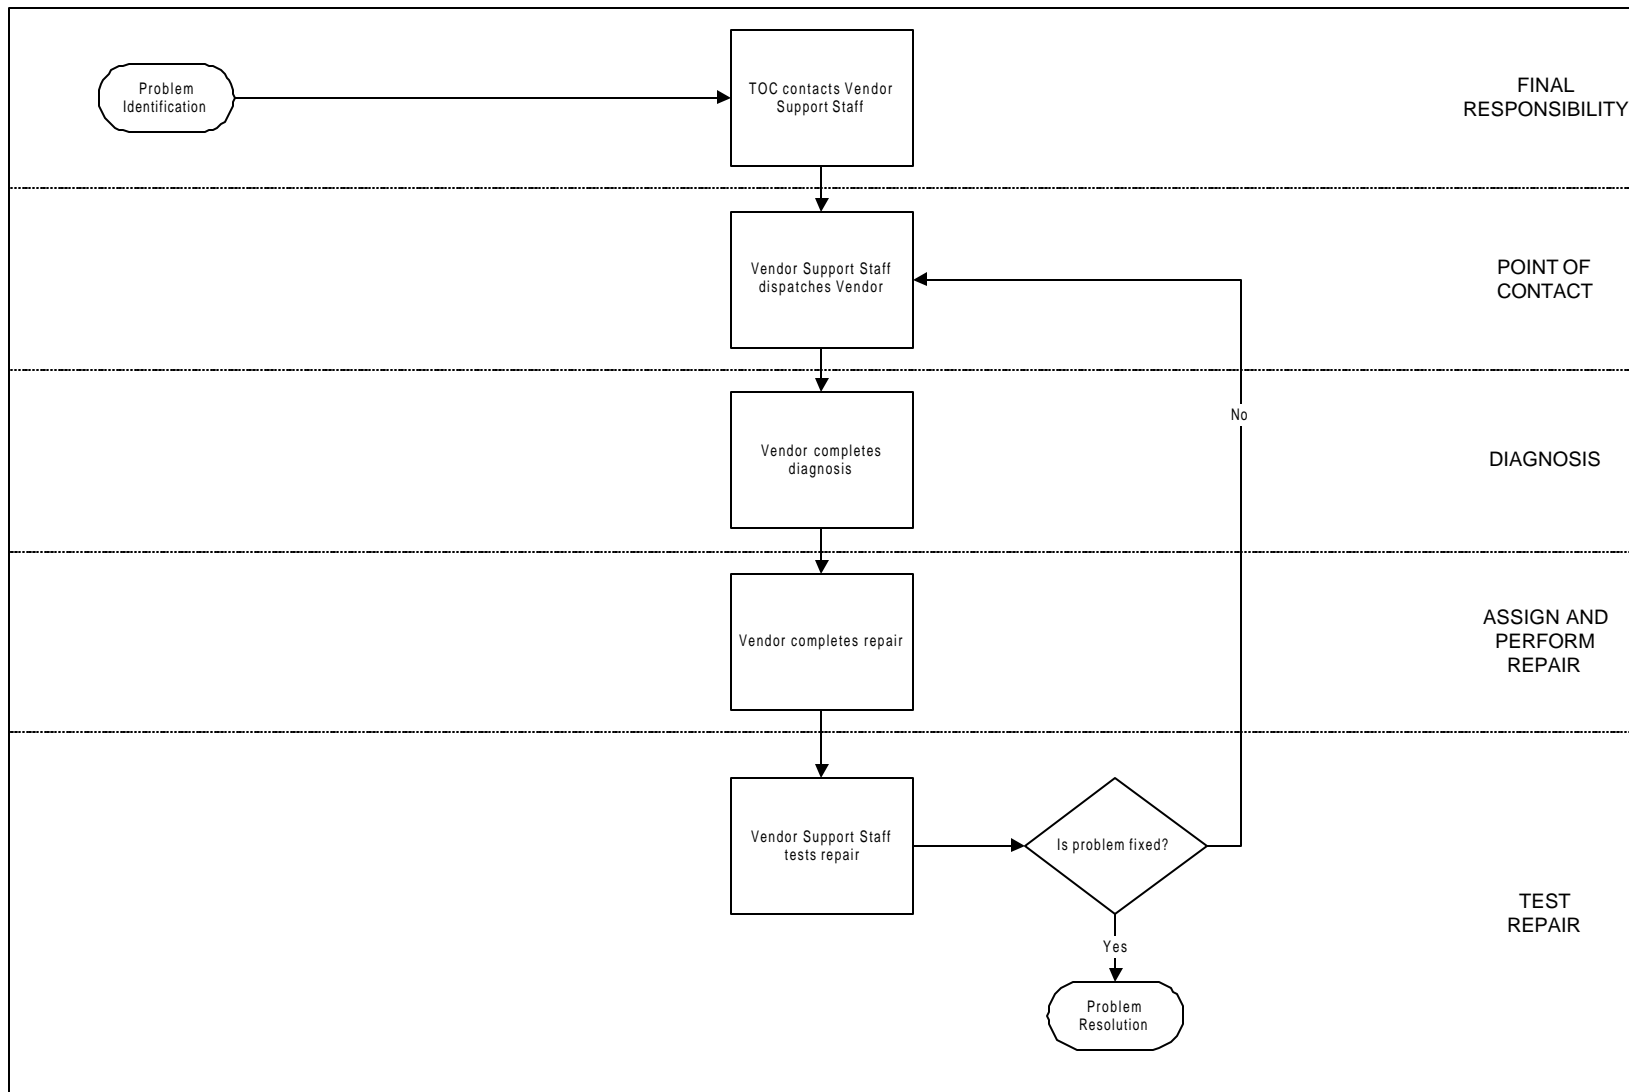 Problem
Identification
TOC contacts Vendor
Support Staff
FINAL
RESPONSIBILITY
Vendor Support Staff
dispatches Vendor
POINT OF
CONTACT
No
Vendor completes
diagnosis
DIAGNOSIS
Vendor completes repair
ASSIGN AND
PERFORM
REPAIR
Vendor Support Staff
tests repair
Is problem fixed?
TEST
REPAIR
Yes
Problem
Resolution